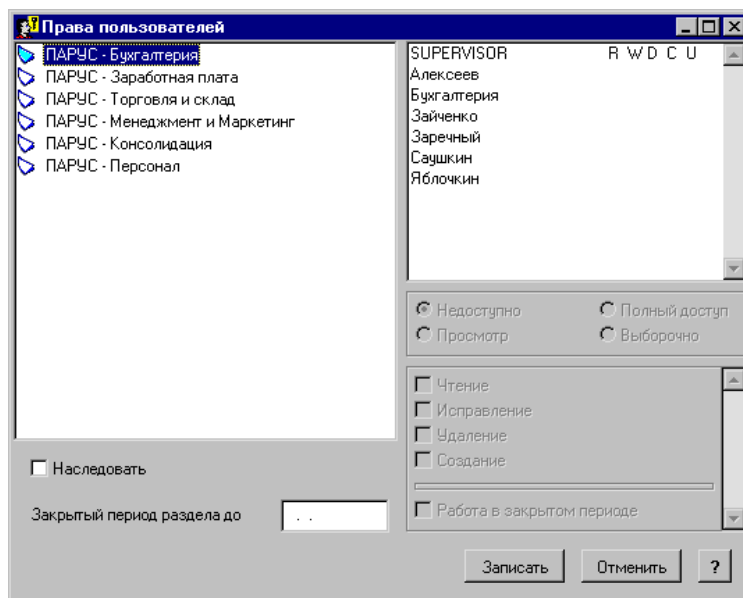 Права пользователей
ПАРУС - Бухгалтерия
ПАРУС - Заработная плата
ПАРУС - Торговля и склад
ПАРУС - Менеджмент и Маркетинг
ПАРУС - Консолидация
ПАРУС - Персонал
SUPERVISOR R W D C U
Алексеев
Бухгалтерия
Зайченко
Заречный
Саушкин
Яблочкин
Недоступно
Полный доступ
Просмотр
Выборочно
Чтение
Исправление
Удаление
Создание
Работа в закрытом периоде
Наследовать
Закрытый период раздела до . .
Записать
Отменить
?